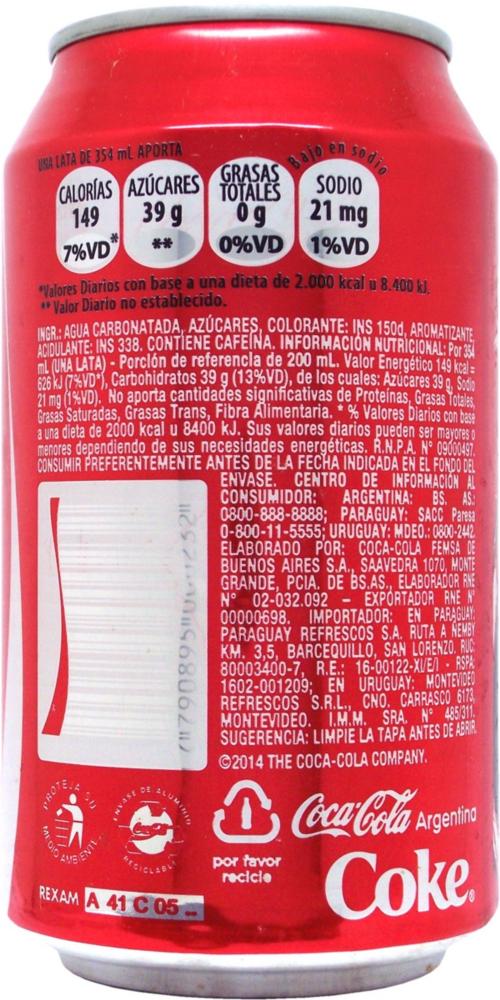 UNA LATA DE 354 mL APORTA
Bajo en sodio
CALORÍAS
149
7%VD*
AZÚCARES
39 g
**
GRASAS
TOTALES
0 g
0%VD
SODIO
21 mg
1%VD
*Valores Diarios con base a una dieta de 2.000 kcal u 8.400 kJ.
** Valor Diario no establecido.
INGR.: AGUA CARBONATADA, AZÚCARES, COLORANTE: INS 150d, AROMATIZANTE,
ACIDULANTE: INS 338. CONTIENE CAFEÍNA. INFORMACIÓN NUTRICIONAL: Por 354
mL (UNA LATA) - Porción de referencia de 200 mL. Valor Energético 149 kcal =
626 kJ (7%VD*), Carbohidratos 39 g (13%VD), de los cuales: Azúcares 39 g, Sodio
21 mg (1%VD). No aporta cantidades significativas de Proteínas, Grasas Totales,
Grasas Saturadas, Grasas Trans, Fibra Alimentaria. * % Valores Diarios con base
a una dieta de 2000 kcal u 8400 kJ. Sus valores diarios pueden ser mayores o
menores dependiendo de sus necesidades energéticas. R.N.P.A. N° 09000497.
CONSUMIR PREFERENTEMENTE ANTES DE LA FECHA INDICADA EN EL FONDO DEL
ENVASE. CENTRO DE INFORMACIÓN AL
CONSUMIDOR: ARGENTINA: BS. AS.:
0800-888-8888; PARAGUAY: SACC Paresa
0-800-11-5555; URUGUAY: MDEO.: 0800-2442.
ELABORADO POR: COCA-COLA FEMSA DE
BUENOS AIRES S.A., SAAVEDRA 1070, MONTE
GRANDE, PCIA. DE BS.AS., ELABORADOR RNE
N° 02-032.092 – EXPORTADOR RNE N°
00000698. IMPORTADOR: EN PARAGUAY:
PARAGUAY REFRESCOS S.A. RUTA A ÑEMBY
KM. 3,5, BARCEQUILLO, SAN LORENZO. RUC:
80003400-7, R.E.: 16-00122-XI/E/I - RSPA:
1602-001209; EN URUGUAY: MONTEVIDEO
REFRESCOS S.R.L., CNO. CARRASCO 6173,
MONTEVIDEO. I.M.M. SRA. N° 485/311.
SUGERENCIA: LIMPIE LA TAPA ANTES DE ABRIR.
©2014 THE COCA-COLA COMPANY.
PROTEJA SU
MEDIO AMBIENTE
ENVASE DE ALUMINIO
RECICLABLE
por favor
recicle
Coca-Cola Argentina
Coke®
REXAM A 41 C 05